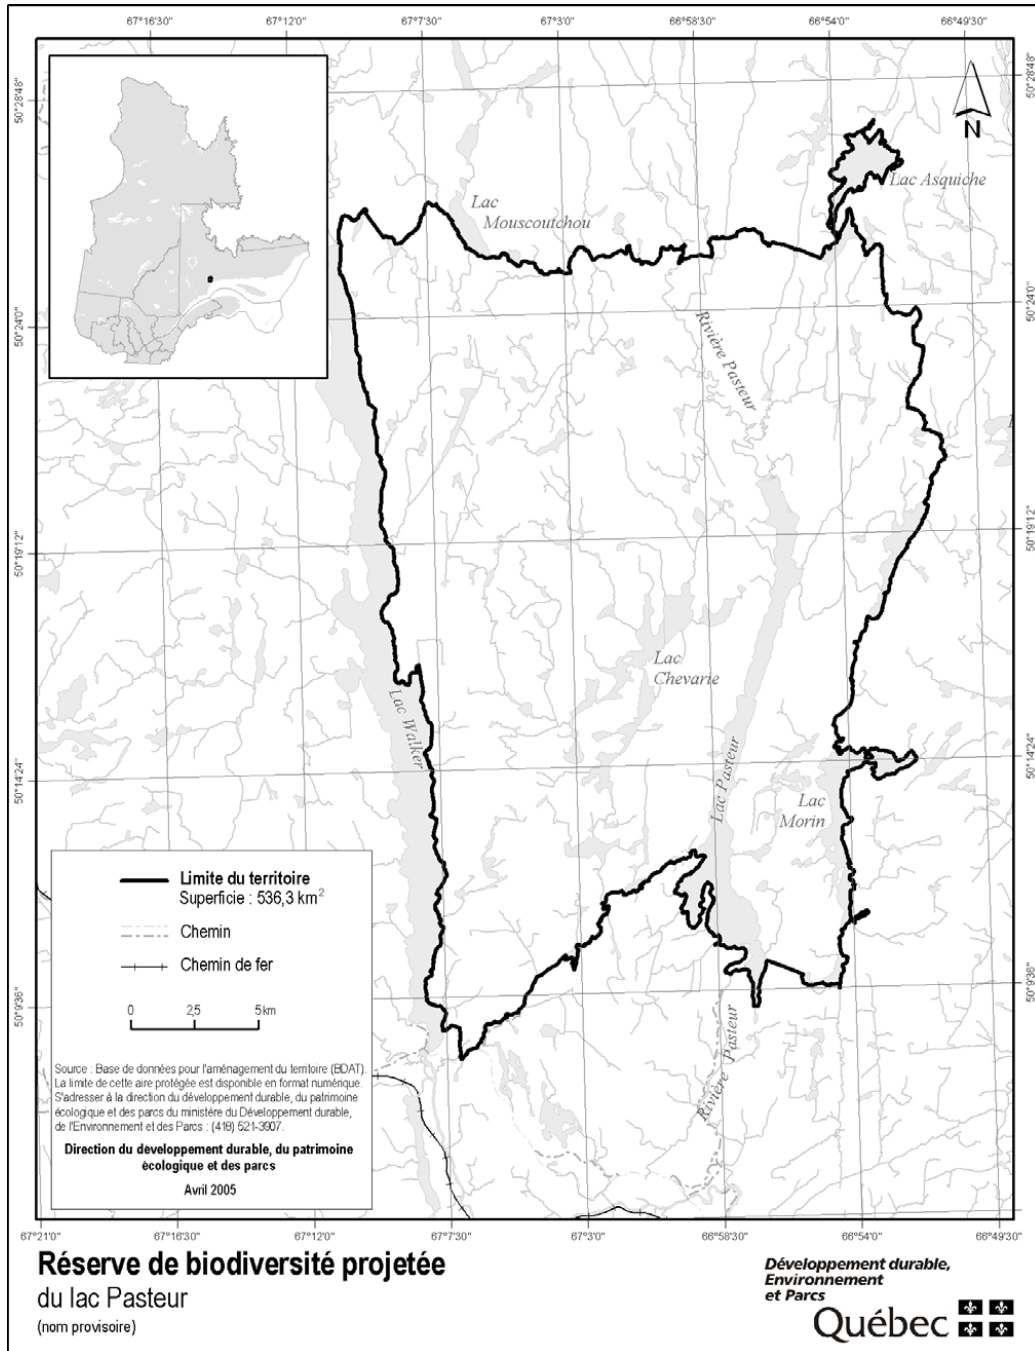 67°16'30" 67°12'0" 67°7'30" 67°3'0" 66°58'30" 66°54'0" 66°49'30"
50°28'48" 50°28'48"
N
Lac Asquiche
Lac
Mouscoutchou
50°24'0" 50°24'0"
Rivière Pasteur
50°19'12" 50°19'12"
Lac
Chevarie
Lac Walker
Lac Pasteur
50°14'24" 50°14'24"
Lac
Morin
Limite du territoire
Superficie : 536,3 km²
Chemin
Chemin de fer
0 2,5 5 km
50°9'36" 50°9'36"
Rivière Pasteur
Source : Base de données pour l'aménagement du territoire (BDAT).
La limite de cette aire protégée est disponible en format numérique.
S'adresser à la direction du développement durable, du patrimoine
écologique et des parcs du ministère du Développement durable,
de l'Environnement et des Parcs : (418) 521-3907.
Direction du développement durable, du patrimoine
écologique et des parcs
Avril 2005
67°21'0" 67°16'30" 67°12'0" 67°7'30" 67°3'0" 66°58'30" 66°54'0" 66°49'30"
Réserve de biodiversité projetée
du lac Pasteur
(nom provisoire)
Développement durable,
Environnement
et Parcs
Québec